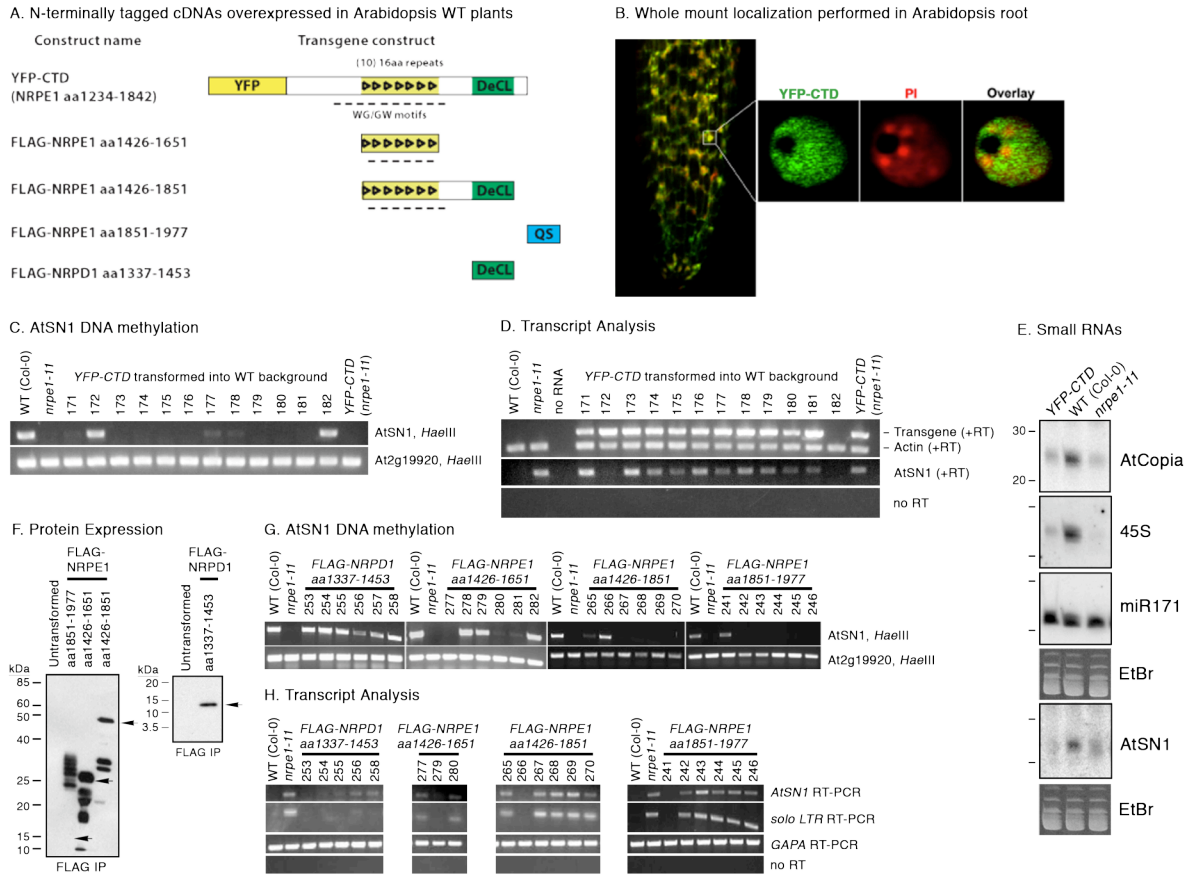 A. N-terminally tagged cDNAs overexpressed in Arabidopsis WT plants
Construct name
Transgene construct
(10) 16aa repeats
YFP-CTD
(NRPE1 aa1234-1842)
YFP
DeCL
WG/GW motifs
FLAG-NRPE1 aa1426-1651
FLAG-NRPE1 aa1426-1851
DeCL
FLAG-NRPE1 aa1851-1977
QS
FLAG-NRPD1 aa1337-1453
DeCL
B. Whole mount localization performed in Arabidopsis root
YFP-CTD
PI
Overlay
C. AtSN1 DNA methylation
WT (Col-0)
nrpe1-11
YFP-CTD transformed into WT background
171 172 173 174 175 176 177 178 179 180 181 182
YFP-CTD
(nrpe1-11)
AtSN1, HaeIII
At2g19920, HaeIII
D. Transcript Analysis
WT (Col-0)
nrpe1-11
no RNA
YFP-CTD transformed into WT background
171 172 173 174 175 176 177 178 179 180 181 182
YFP-CTD
(nrpe1-11)
– Transgene (+RT)
– Actin (+RT)
AtSN1 (+RT)
no RT
E. Small RNAs
YFP-CTD
WT (Col-0)
nrpe1-11
30 –
20 –
AtCopia
45S
miR171
EtBr
AtSN1
EtBr
F. Protein Expression
FLAG-
NRPE1
Untransformed
aa1851-1977
aa1426-1651
aa1426-1851
kDa
85 –
60 –
50 –
40 –
25 –
20 –
15 –
10 –
FLAG IP
FLAG-
NRPD1
Untransformed
aa1337-1453
kDa
20 –
15 –
10 –
3.5 –
FLAG IP
G. AtSN1 DNA methylation
WT (Col-0)
nrpe1-11
FLAG-NRPD1
aa1337-1453
253 254 255 256 257 258
WT (Col-0)
nrpe1-11
FLAG-NRPE1
aa1426-1651
277 278 279 280 281 282
WT (Col-0)
nrpe1-11
FLAG-NRPE1
aa1426-1851
265 266 267 268 269 270
WT (Col-0)
nrpe1-11
FLAG-NRPE1
aa1851-1977
241 242 243 244 245 246
AtSN1, HaeIII
At2g19920, HaeIII
H. Transcript Analysis
WT (Col-0)
nrpe1-11
FLAG-NRPD1
aa1337-1453
253 254 255 256 258
FLAG-NRPE1
aa1426-1651
277 279 280
FLAG-NRPE1
aa1426-1851
265 266 267 268 269 270
WT (Col-0)
nrpe1-11
FLAG-NRPE1
aa1851-1977
241 242 243 244 245 246
AtSN1 RT-PCR
solo LTR RT-PCR
GAPA RT-PCR
no RT